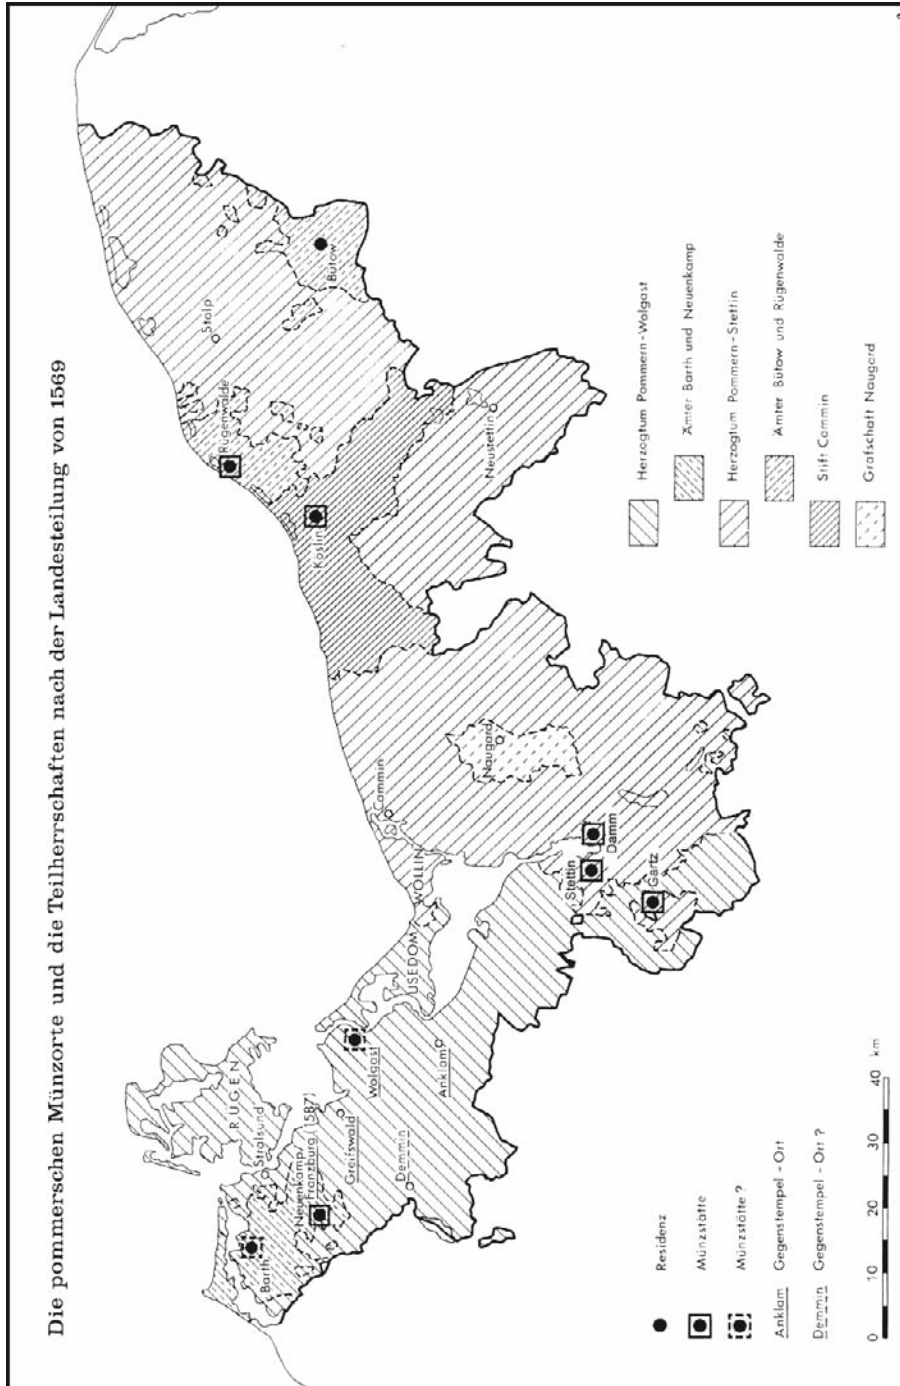 Die pommerschen Münzorte und die Teilherrschaften nach der Landesteilung von 1569
RÜGEN
Stralsund
Barth
Neuenkamp
Franzburg (1587)
Greifswald
Demmin
Wolgast
Anklam
USEDOM
WOLLIN
Cammin
Naugard
Stettin
Damm
Gartz
Köslin
Rügenwalde
Stolp
Bütow
Neustettin
Residenz
Münzstätte
Münzstätte ?
Anklam Gegenstempel - Ort
Demmin Gegenstempel - Ort ?
0 10 20 30 40 km
Herzogtum Pommern-Wolgast
Ämter Barth und Neuenkamp
Herzogtum Pommern-Stettin
Ämter Bütow und Rügenwalde
Stift Cammin
Grafschaft Naugard